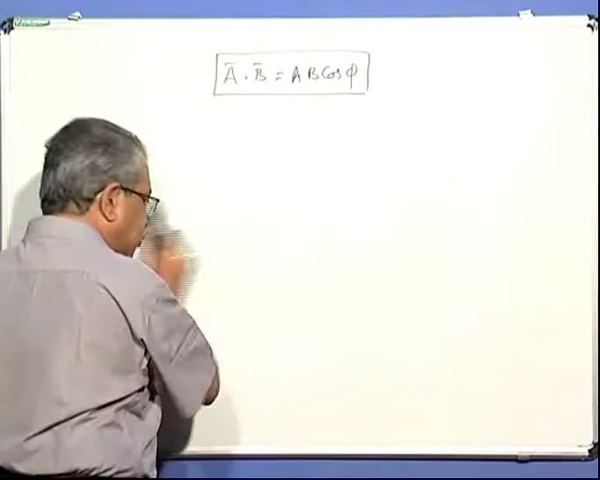 A̅ . B̅ = A B Cos φ